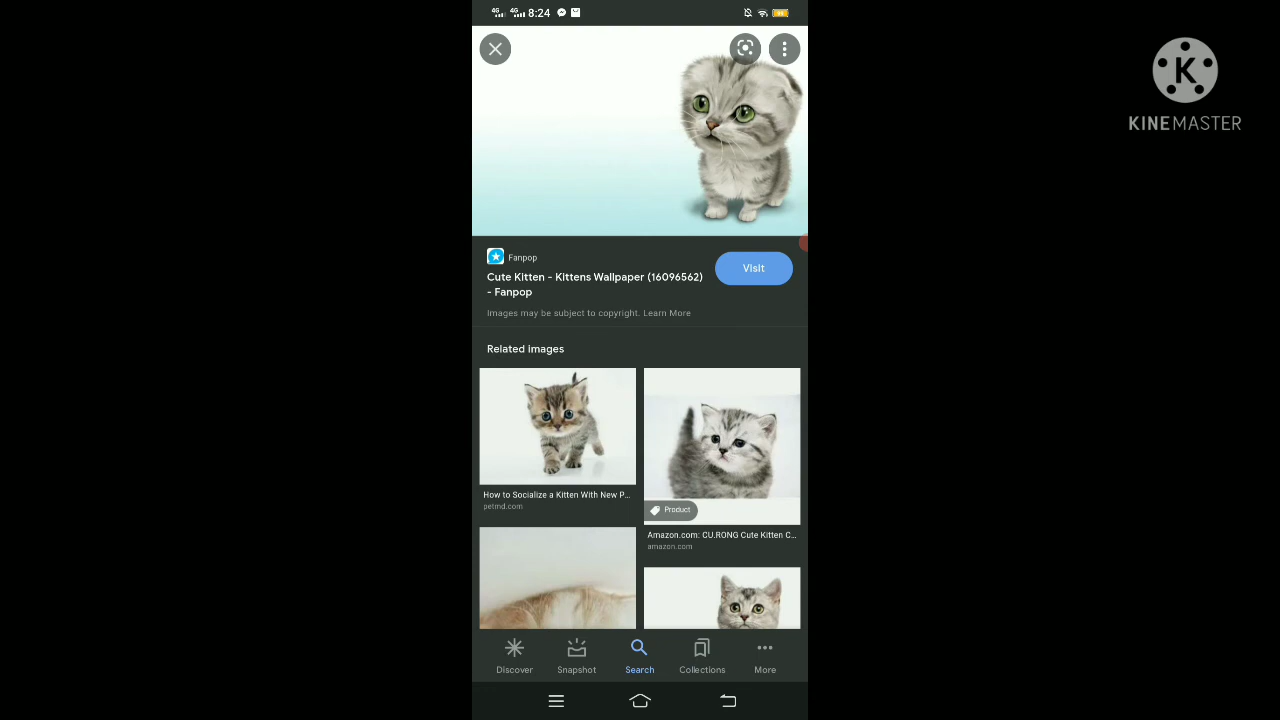 4G 4G 8:24
K
KINEMASTER
Fanpop
Visit
Cute Kitten - Kittens Wallpaper (16096562)
- Fanpop
Images may be subject to copyright. Learn More
Related images
How to Socialize a Kitten With New P...
petmd.com
Product
Amazon.com: CU.RONG Cute Kitten C...
amazon.com
Discover
Snapshot
Search
Collections
More